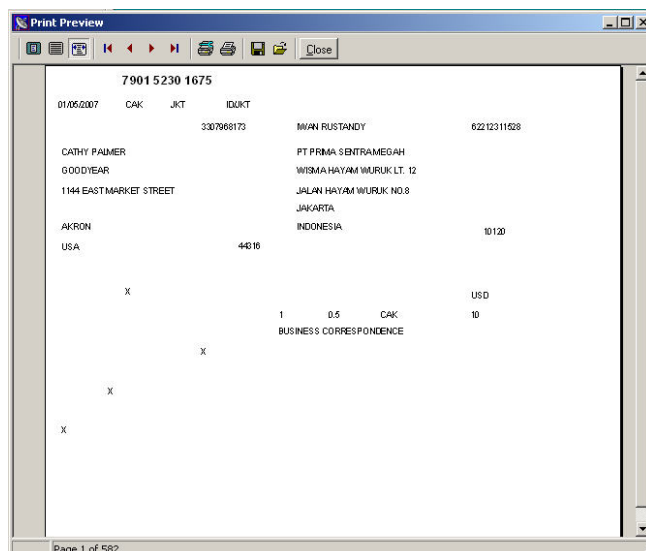 Print Preview
Close
7901 5230 1675
01/05/2007 CAK JKT ID/JKT
3307968173 IWAN RUSTANDY 62212311528
CATHY PALMER PT PRIMA SENTRAMEGAH
GOODYEAR WISMA HAYAM WURUK LT. 12
1144 EAST MARKET STREET JALAN HAYAM WURUK NO.8
JAKARTA
AKRON INDONESIA 10120
USA 44316
X USD
1 0.5 CAK 10
BUSINESS CORRESPONDENCE
X
X
X
Page 1 of 582